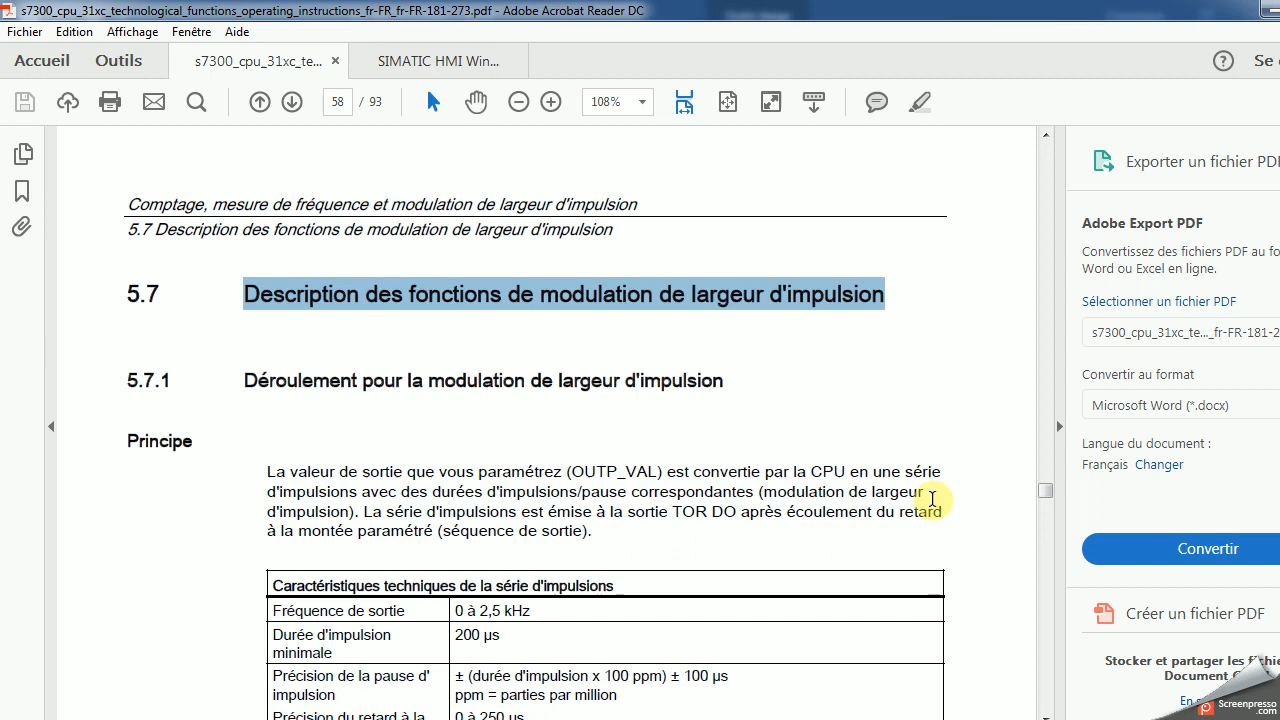 s7300_cpu_31xc_technological_functions_operating_instructions_fr-FR_fr-FR-181-273.pdf - Adobe Acrobat Reader DC
Fichier Edition Affichage Fenêtre Aide
Accueil Outils s7300_cpu_31xc_te... × SIMATIC HMI Win... ? Se
58 / 93 108%
Comptage, mesure de fréquence et modulation de largeur d'impulsion
5.7 Description des fonctions de modulation de largeur d'impulsion
5.7 Description des fonctions de modulation de largeur d'impulsion
5.7.1 Déroulement pour la modulation de largeur d'impulsion
Principe
La valeur de sortie que vous paramétrez (OUTP_VAL) est convertie par la CPU en une série
d'impulsions avec des durées d'impulsions/pause correspondantes (modulation de largeur
d'impulsion). La série d'impulsions est émise à la sortie TOR DO après écoulement du retard
à la montée paramétré (séquence de sortie).
Caractéristiques techniques de la série d'impulsions
Fréquence de sortie 0 à 2,5 kHz
Durée d'impulsion 200 µs
minimale
Précision de la pause d' ± (durée d'impulsion x 100 ppm) ± 100 µs
impulsion ppm = parties par million
Précision du retard à la 0 à 250 µs
Exporter un fichier PDF
Adobe Export PDF
Convertissez des fichiers PDF au fo
Word ou Excel en ligne.
Sélectionner un fichier PDF
s7300_cpu_31xc_te..._fr-FR-181-2
Convertir au format
Microsoft Word (*.docx)
Langue du document :
Français Changer
Convertir
Créer un fichier PDF
Stocker et partager les fichie
Document C
En
Screenpresso
.com